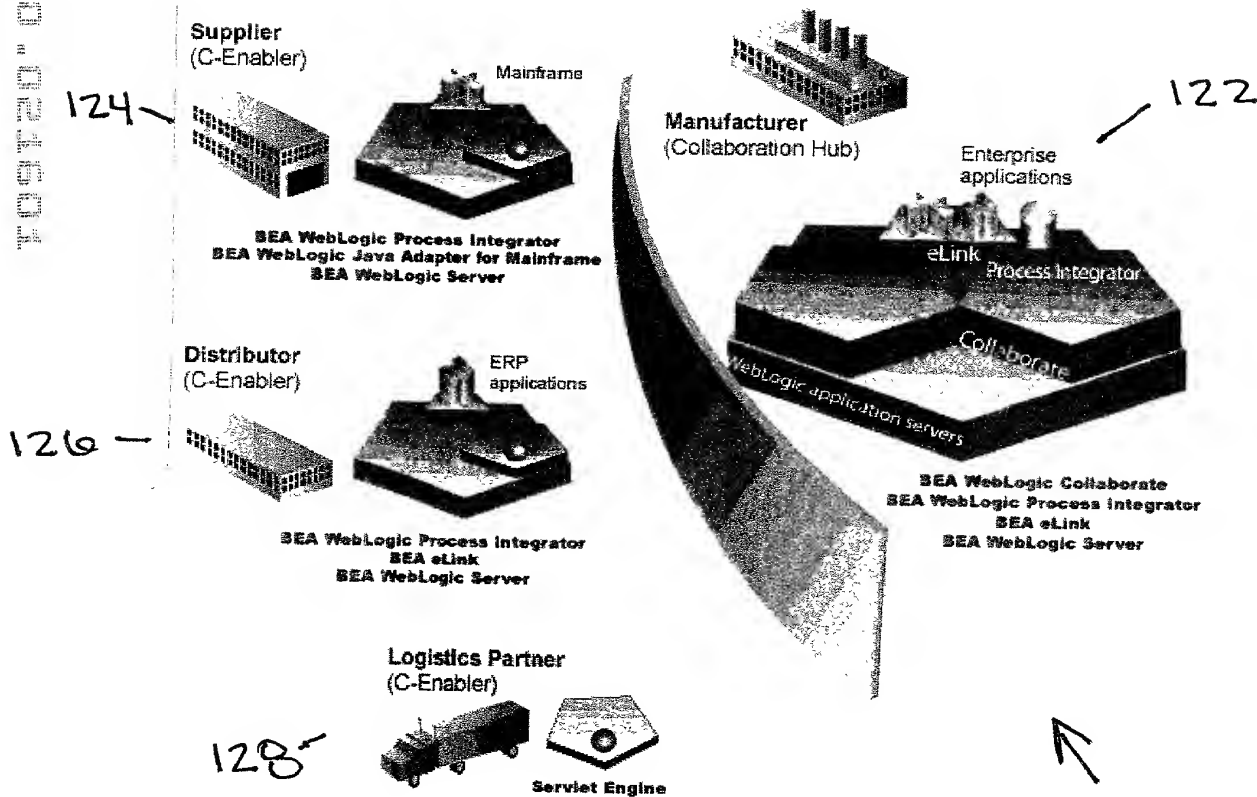 Supplier
(C-Enabler)
Mainframe
124
BEA WebLogic Process Integrator
BEA WebLogic Java Adapter for Mainframe
BEA WebLogic Server
Manufacturer
(Collaboration Hub)
122
Enterprise
applications
eLink
Process Integrator
Collaborate
WebLogic application servers
BEA WebLogic Collaborate
BEA WebLogic Process Integrator
BEA eLink
BEA WebLogic Server
Distributor
(C-Enabler)
ERP
applications
126
BEA WebLogic Process Integrator
BEA eLink
BEA WebLogic Server
Logistics Partner
(C-Enabler)
128
Servlet Engine